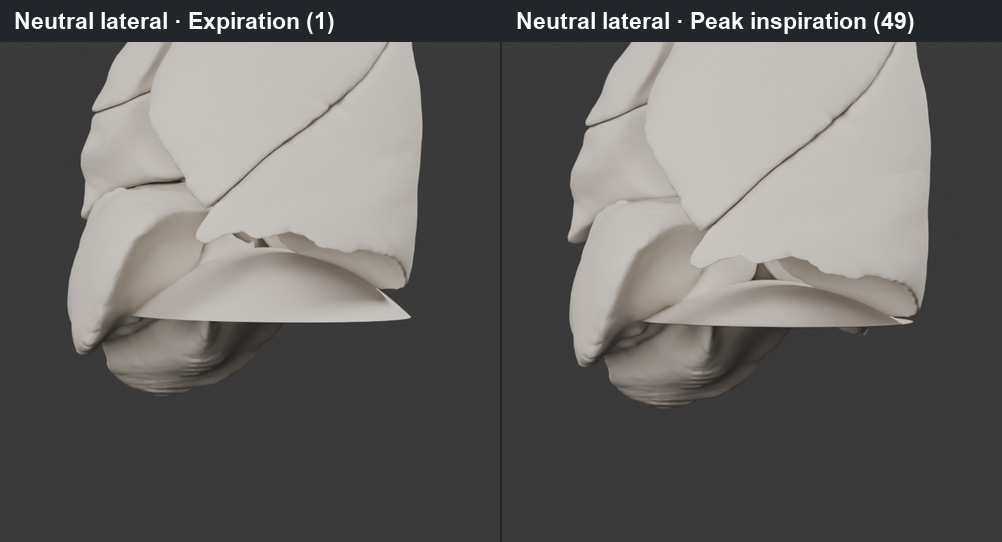 Neutral lateral · Expiration (1)
Neutral lateral · Peak inspiration (49)